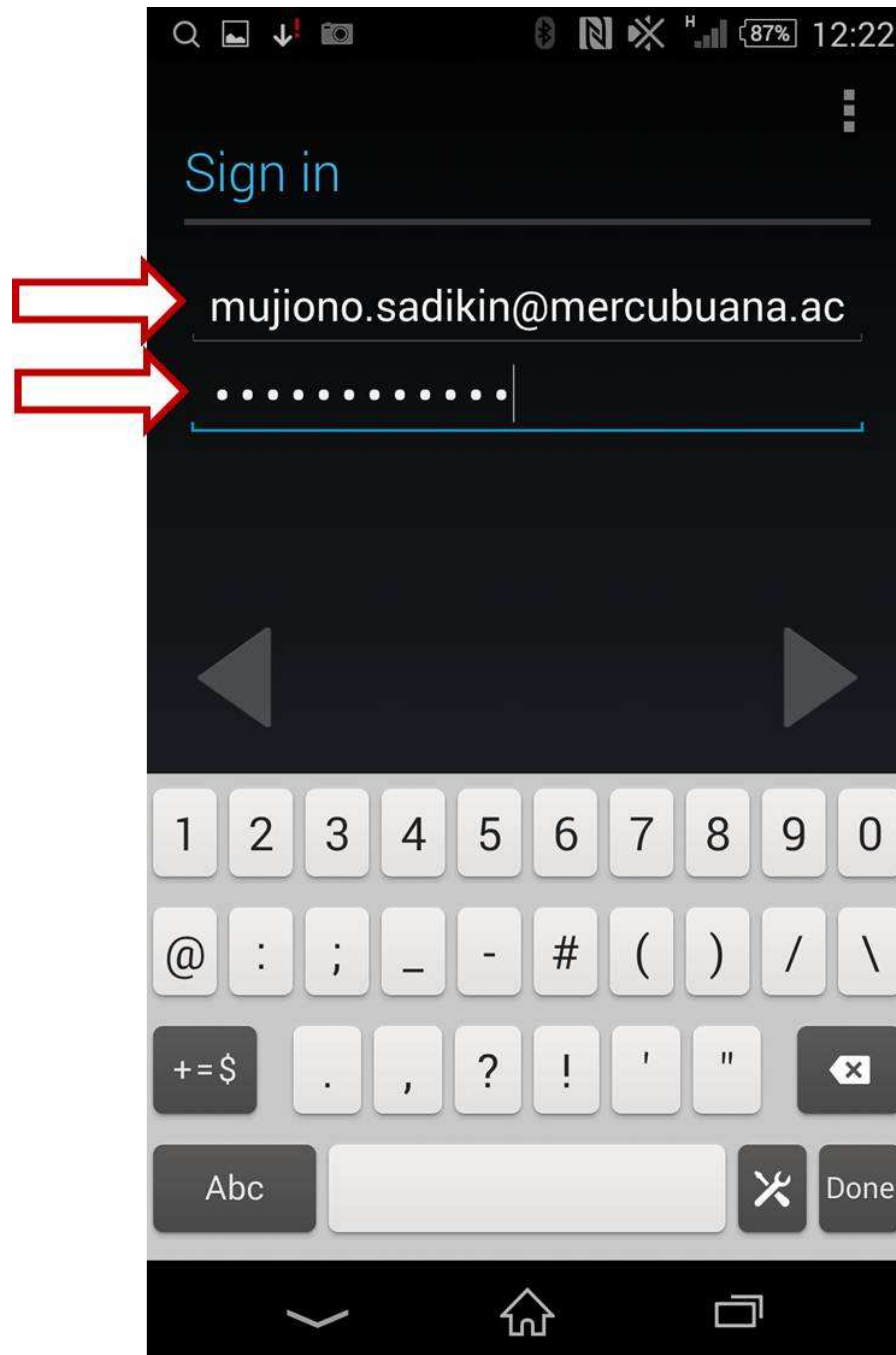 H 87% 12:22
Sign in
mujiono.sadikin@mercubuana.ac
••••••••••••
1 2 3 4 5 6 7 8 9 0
@ : ; _ - # ( ) / \
+=$ . , ? ! ' "
Abc Done